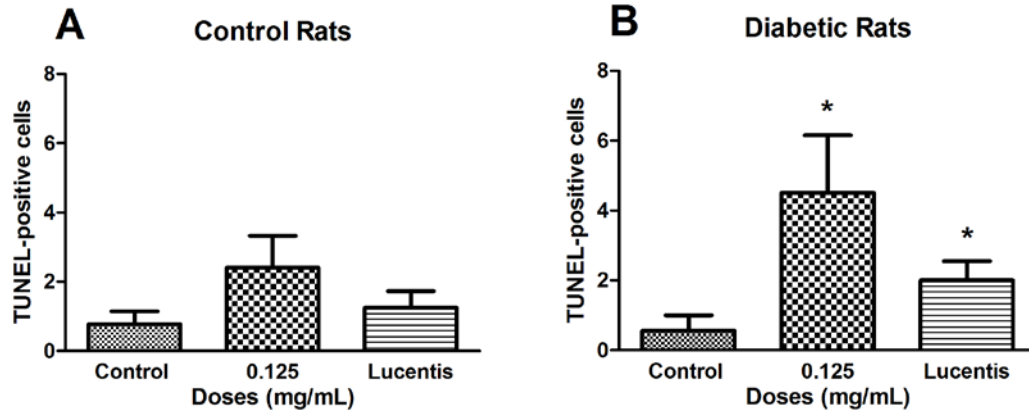 A
Control Rats
TUNEL-positive cells
8
6
4
2
0
Control
0.125
Lucentis
Doses (mg/mL)
B
Diabetic Rats
TUNEL-positive cells
8
6
4
2
0
*
*
Control
0.125
Lucentis
Doses (mg/mL)